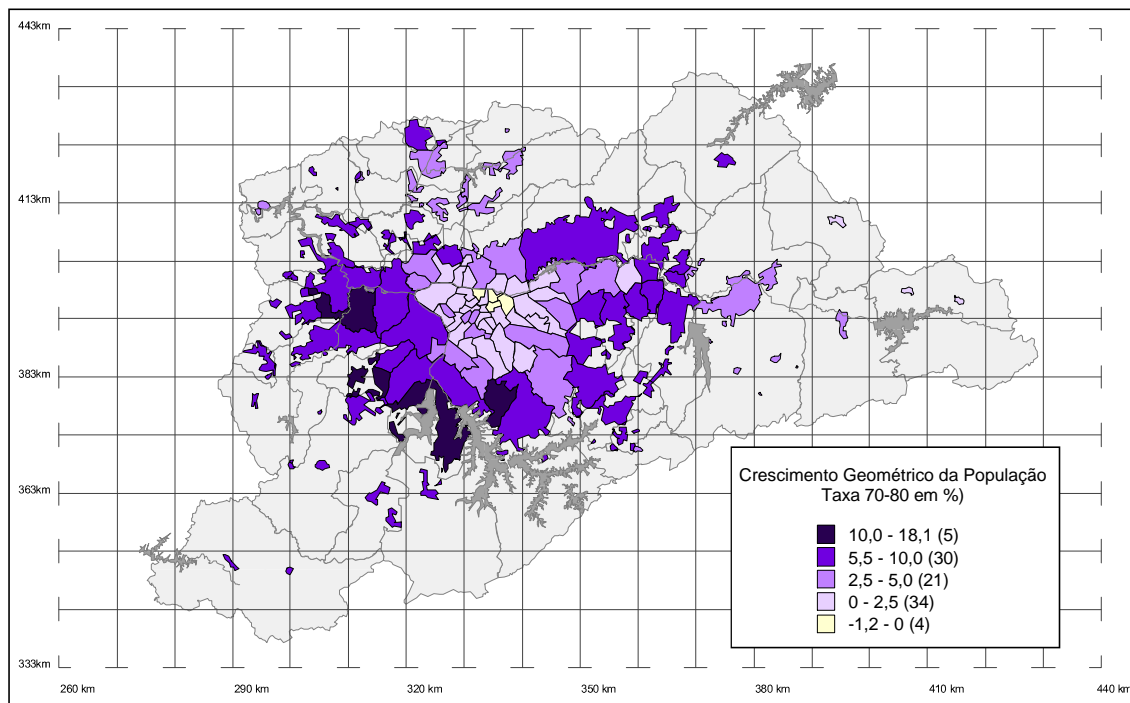 443km
413km
383km
363km
333km
Crescimento Geométrico da População
Taxa 70-80 em %)
10,0 - 18,1 (5)
5,5 - 10,0 (30)
2,5 - 5,0 (21)
0 - 2,5 (34)
-1,2 - 0 (4)
260 km
290 km
320 km
350 km
380 km
410 km
440 km